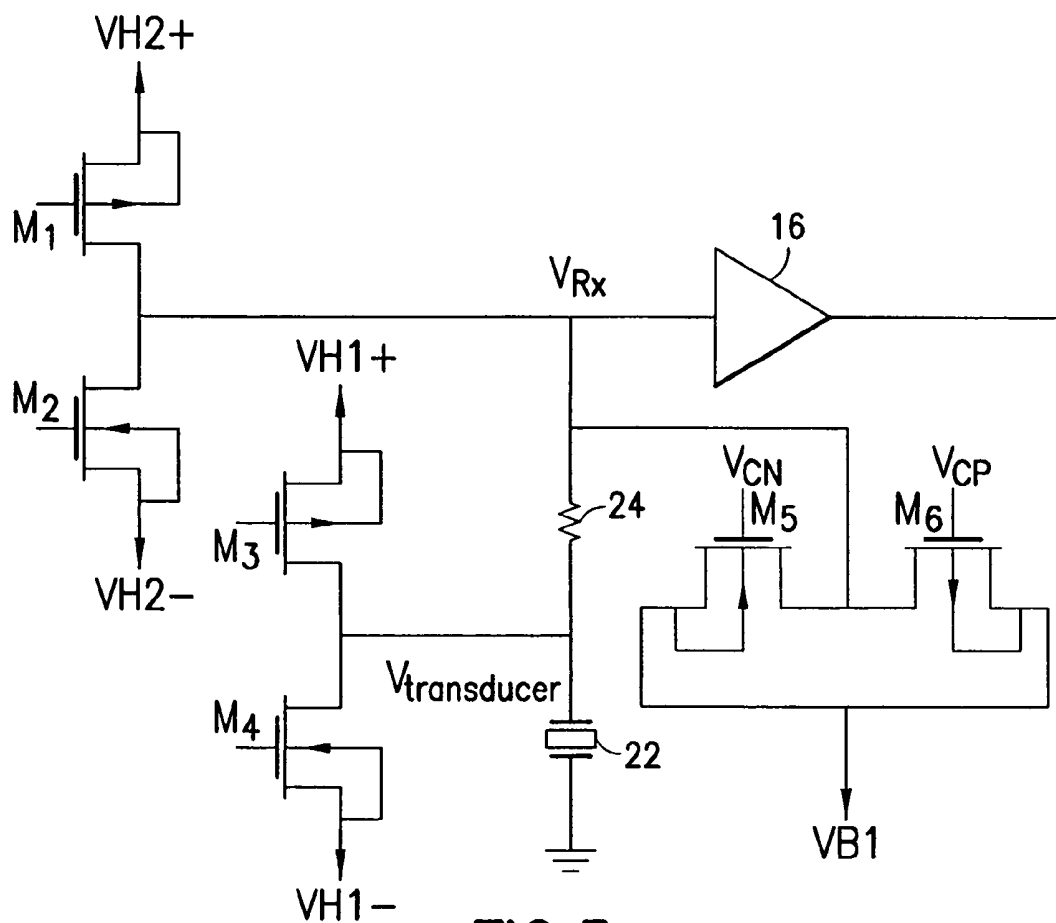 VH2+
M1
16
VRx
VH1+
M2
VCN
VCP
M5
M6
24
M3
VH2-
Vtransducer
M4
22
VB1
VH1-